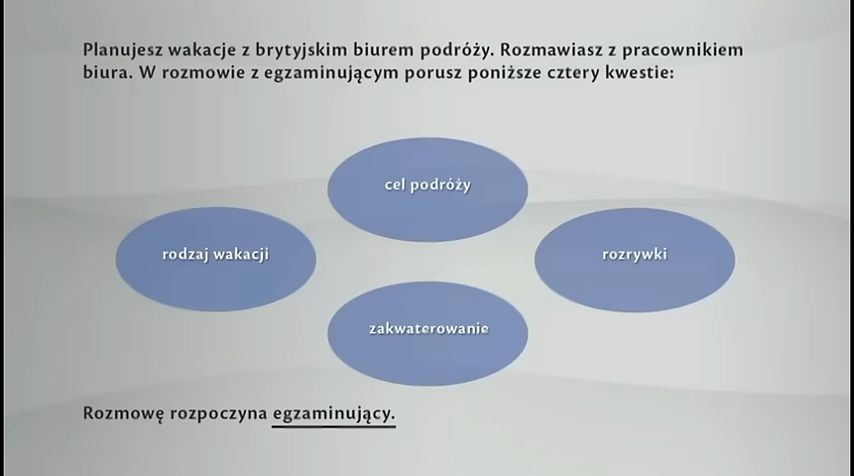 Planujesz wakacje z brytyjskim biurem podróży. Rozmawiasz z pracownikiem
biura. W rozmowie z egzaminującym porusz poniższe cztery kwestie:
cel podróży
rodzaj wakacji
rozrywki
zakwaterowanie
Rozmowę rozpoczyna egzaminujący.